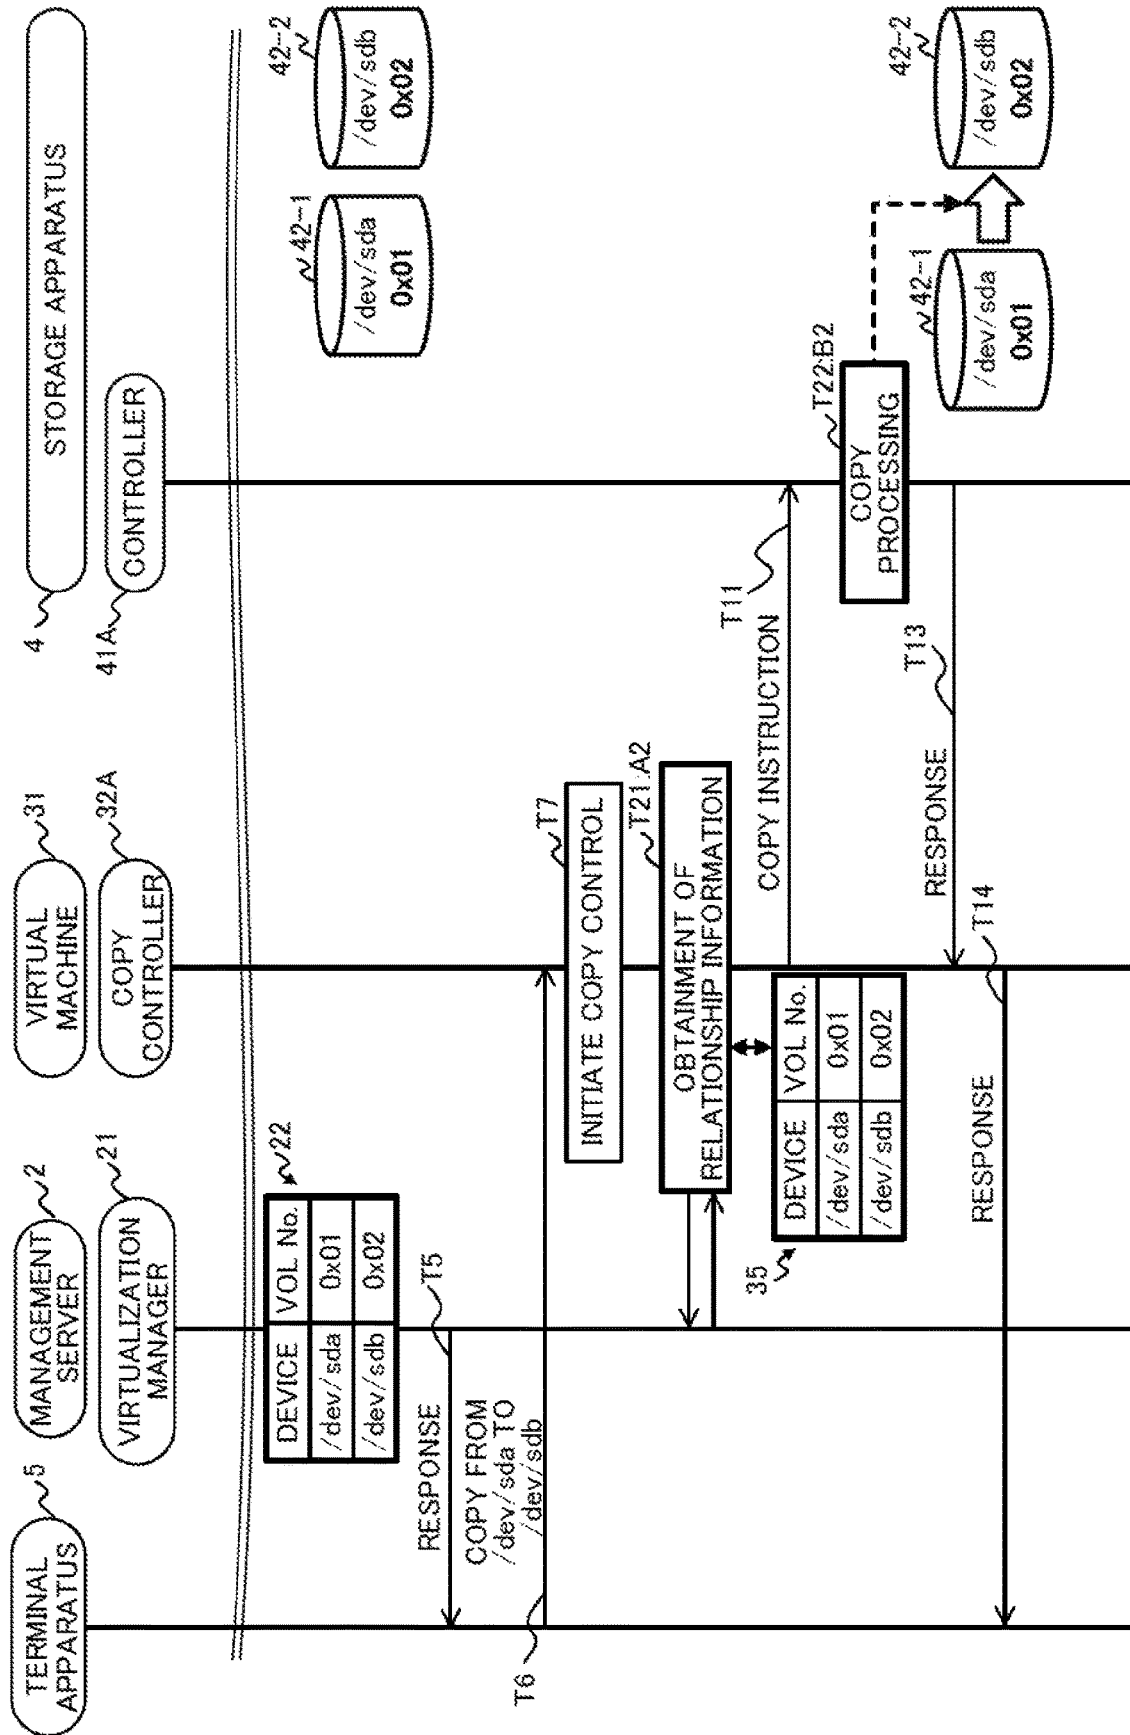 TERMINAL
APPARATUS
5
MANAGEMENT
SERVER
2
VIRTUALIZATION
MANAGER
21
VIRTUAL
MACHINE
31
COPY
CONTROLLER
32A
4
STORAGE APPARATUS
41A
CONTROLLER
22
DEVICE VOL No.
/dev/sda 0x01
/dev/sdb 0x02
42-1
/dev/sda
0x01
42-2
/dev/sdb
0x02
RESPONSE
T5
COPY FROM
/dev/sda TO
/dev/sdb
T6
T7
INITIATE COPY CONTROL
T21:A2
OBTAINMENT OF
RELATIONSHIP INFORMATION
35
DEVICE VOL No.
/dev/sda 0x01
/dev/sdb 0x02
COPY INSTRUCTION
T11
T22:B2
COPY
PROCESSING
42-1
/dev/sda
0x01
42-2
/dev/sdb
0x02
RESPONSE
T13
RESPONSE
T14